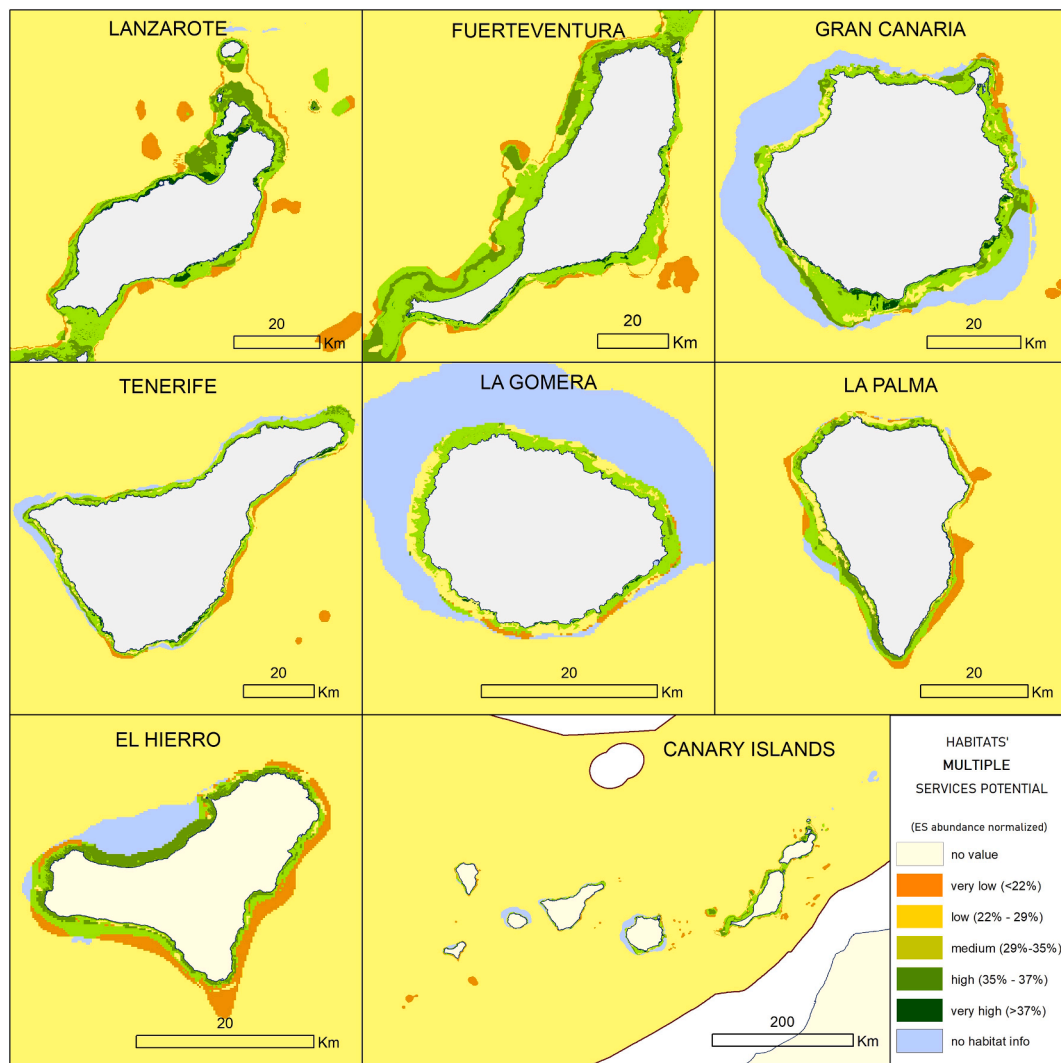 LANZAROTE
20
Km
FUERTEVENTURA
20
Km
GRAN CANARIA
20
Km
TENERIFE
20
Km
LA GOMERA
20
Km
LA PALMA
20
Km
EL HIERRO
20
Km
CANARY ISLANDS
200
Km
HABITATS'
MULTIPLE
SERVICES POTENTIAL
(ES abundance normalized)
no value
very low (<22%)
low (22% - 29%)
medium (29%-35%)
high (35% - 37%)
very high (>37%)
no habitat info